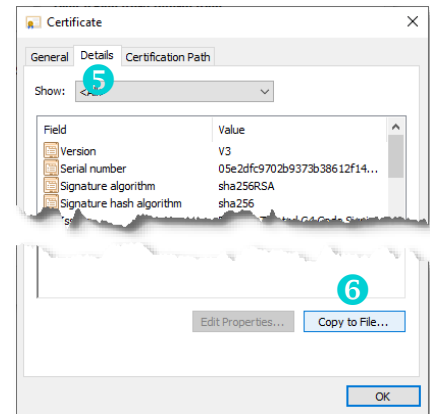 Certificate
General Details Certification Path
5
Show:
Field Value
Version V3
Serial number 05e2dfc9702b9373b38612f14...
Signature algorithm sha256RSA
Signature hash algorithm sha256
6
Edit Properties... Copy to File...
OK